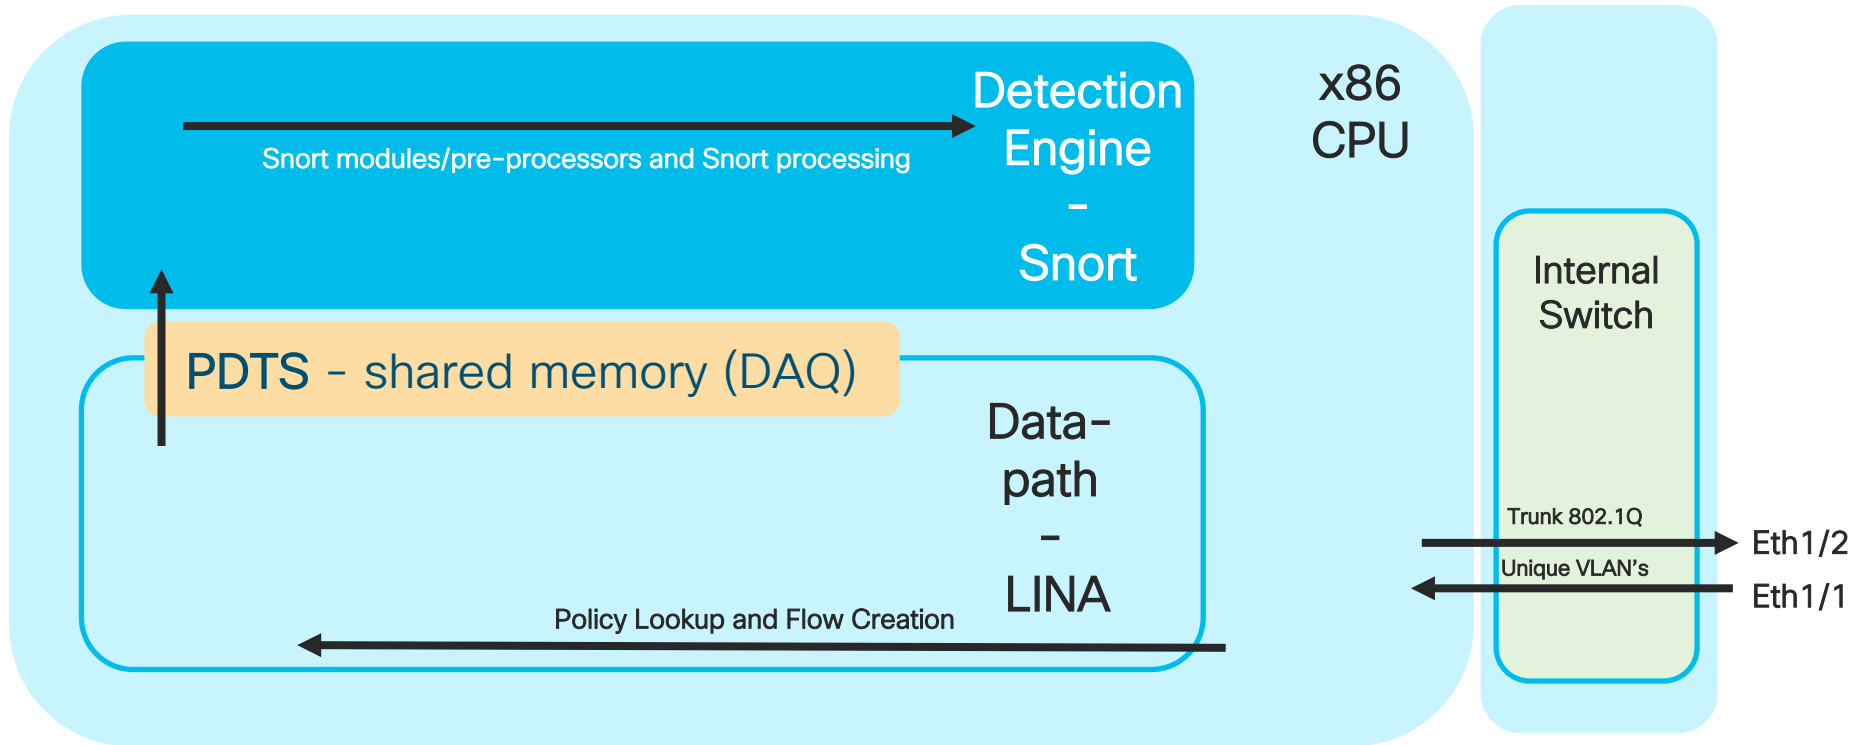 Detection
Engine
-
Snort
Snort modules/pre-processors and Snort processing
x86
CPU
PDTS - shared memory (DAQ)
Data-
path
-
LINA
Policy Lookup and Flow Creation
Internal
Switch
Trunk 802.1Q
Unique VLAN's
Eth1/2
Eth1/1